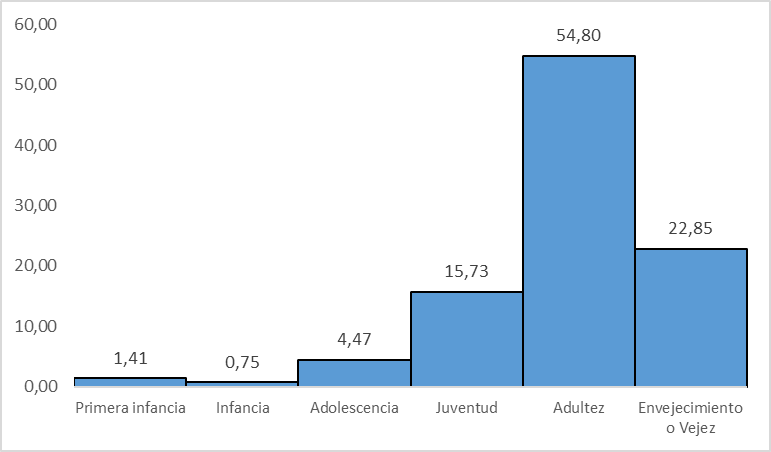 60,00
50,00
40,00
30,00
20,00
10,00
0,00
1,41
0,75
4,47
15,73
54,80
22,85
Primera infancia
Infancia
Adolescencia
Juventud
Adultez
Envejecimiento
o Vejez